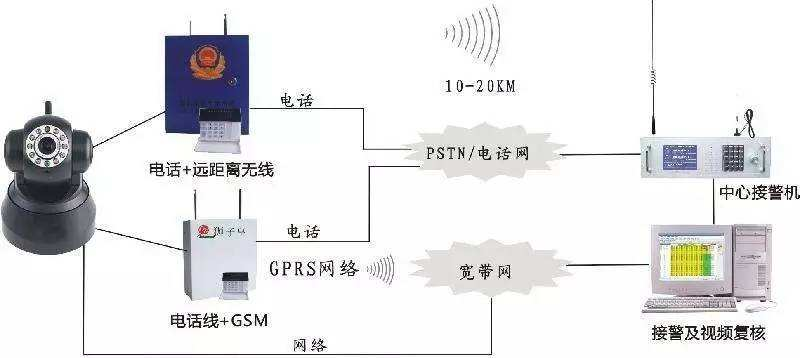 10-20KM
电话
PSTN/电话网
电话+远距离无线
中心接警机
电话
GPRS网络
宽带网
电话线+GSM
接警及视频复核
网络